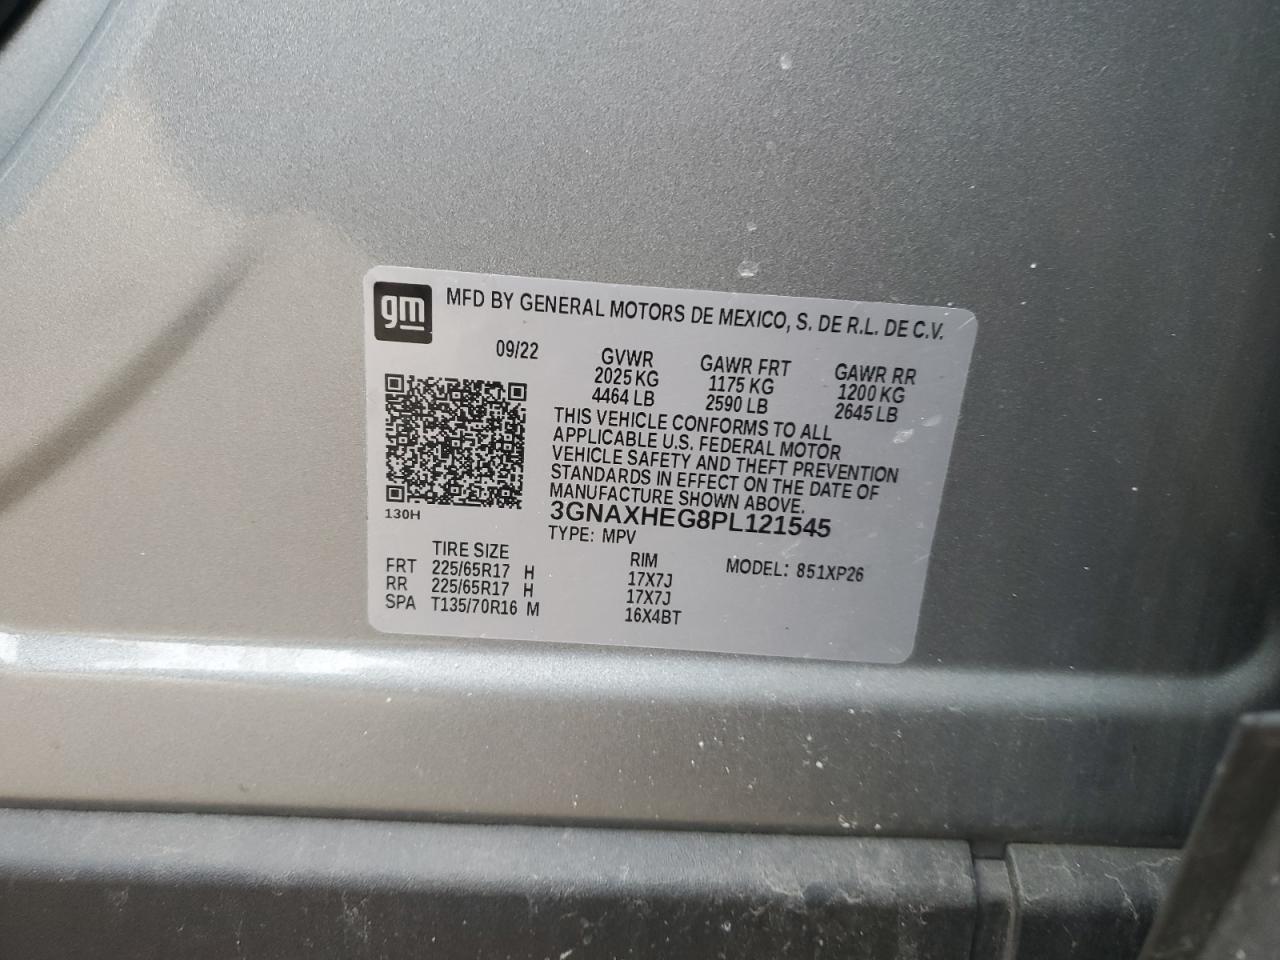 gm
MFD BY GENERAL MOTORS DE MEXICO, S. DE R.L. DE C.V.
09/22 GVWR GAWR FRT GAWR RR
2025 KG 1175 KG 1200 KG
4464 LB 2590 LB 2645 LB
THIS VEHICLE CONFORMS TO ALL
APPLICABLE U.S. FEDERAL MOTOR
VEHICLE SAFETY AND THEFT PREVENTION
STANDARDS IN EFFECT ON THE DATE OF
MANUFACTURE SHOWN ABOVE.
130H
3GNAXHEG8PL121545
TYPE: MPV
TIRE SIZE RIM MODEL: 851XP26
FRT 225/65R17 H 17X7J
RR 225/65R17 H 17X7J
SPA T135/70R16 M 16X4BT